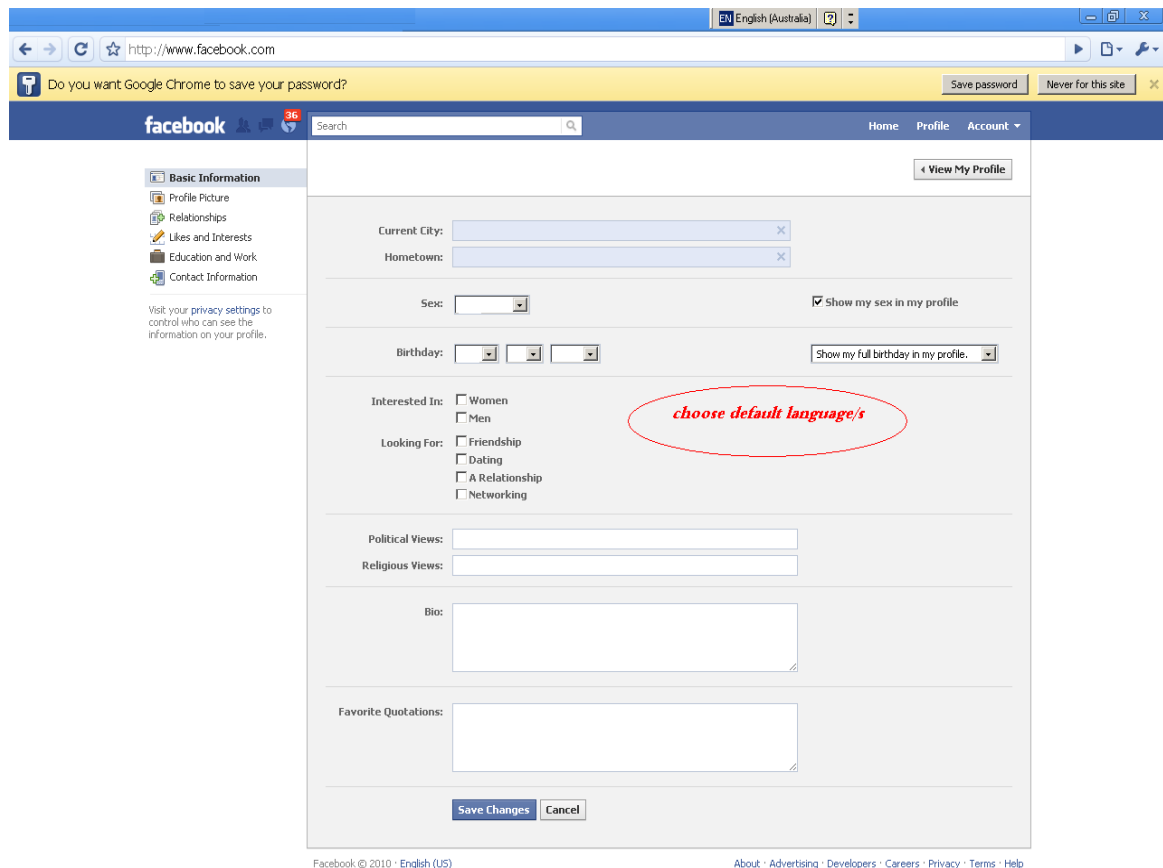 EN English (Australia)
http://www.facebook.com
Do you want Google Chrome to save your password?
Save password
Never for this site
facebook
36
Search
Home
Profile
Account
View My Profile
Basic Information
Profile Picture
Relationships
Likes and Interests
Education and Work
Contact Information
Visit your privacy settings to
control who can see the
information on your profile.
Current City:
Hometown:
Sex:
Show my sex in my profile
Birthday:
Show my full birthday in my profile.
Interested In:
Women
Men
choose default language/s
Looking For:
Friendship
Dating
A Relationship
Networking
Political Views:
Religious Views:
Bio:
Favorite Quotations:
Save Changes
Cancel
Facebook © 2010 · English (US)
About · Advertising · Developers · Careers · Privacy · Terms · Help